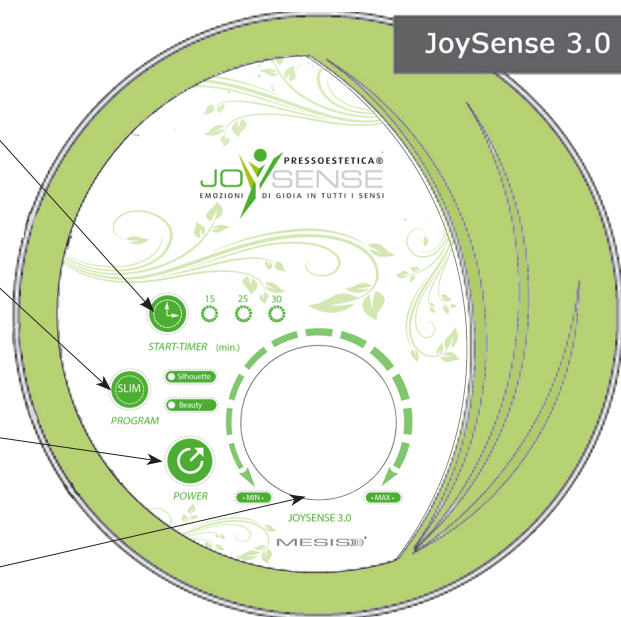 JoySense 3.0
PRESSOESTETICA®
JOYSENSE
EMOZIONI DI GIOIA IN TUTTI I SENSI
15 25 30
START-TIMER (min.)
SLIM
Silhouette
Beauty
PROGRAM
POWER
•MIN• •MAX•
JOYSENSE 3.0
MESIS